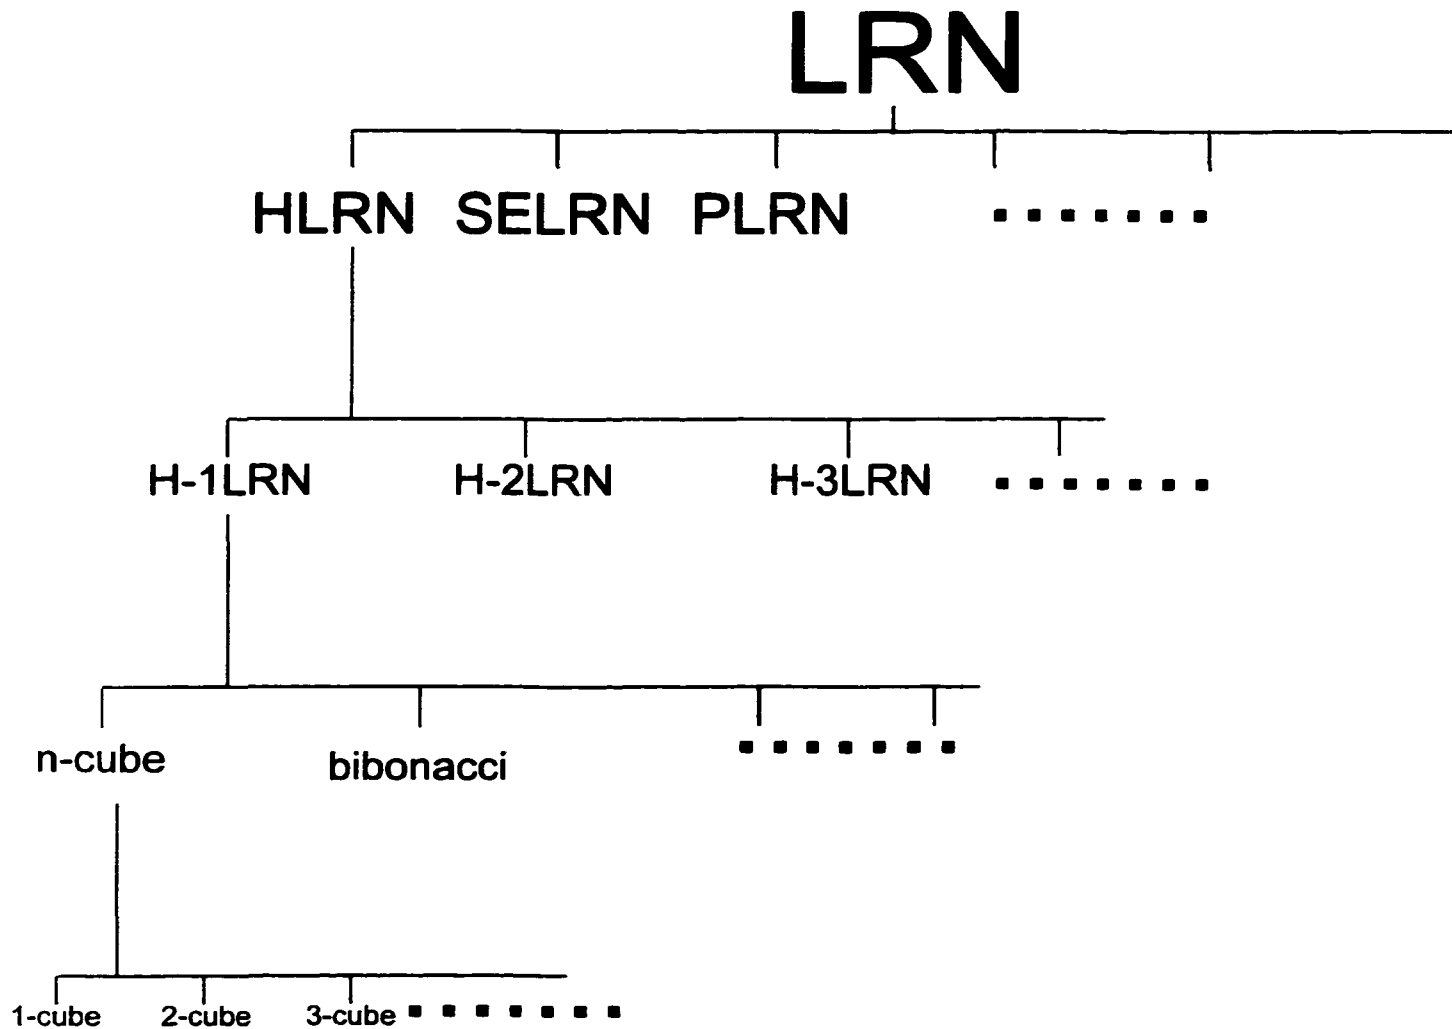 LRN
HLRN SELRN PLRN .......
H-1LRN H-2LRN H-3LRN .......
n-cube bibonacci .......
1-cube 2-cube 3-cube .......